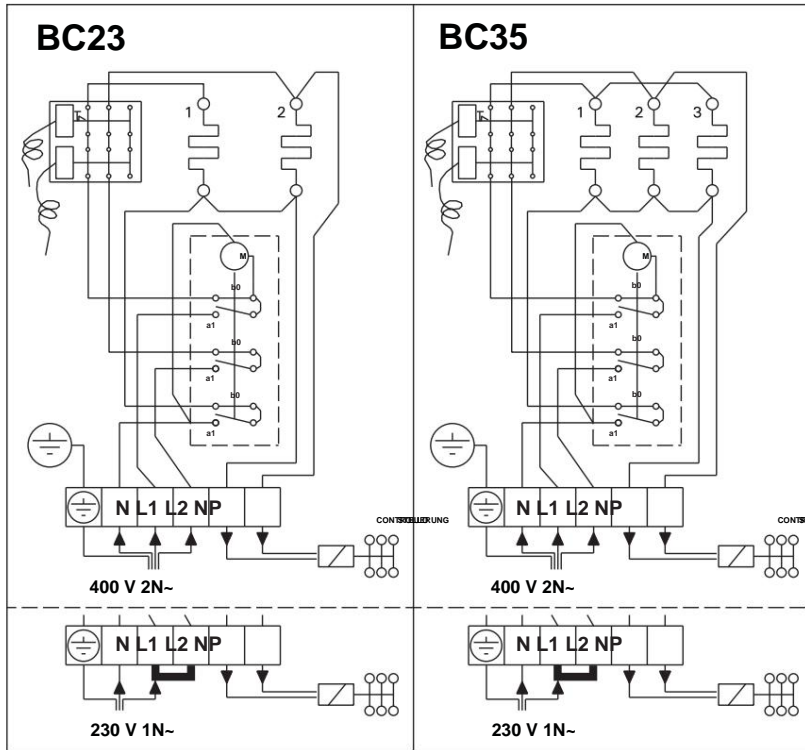 BC23
1 2
M
b0
a1
b0
a1
b0
a1
N L1 L2 NP
400 V 2N~
N L1 L2 NP
230 V 1N~
BC35
1 2 3
M
b0
a1
b0
a1
b0
a1
N L1 L2 NP
400 V 2N~
N L1 L2 NP
230 V 1N~